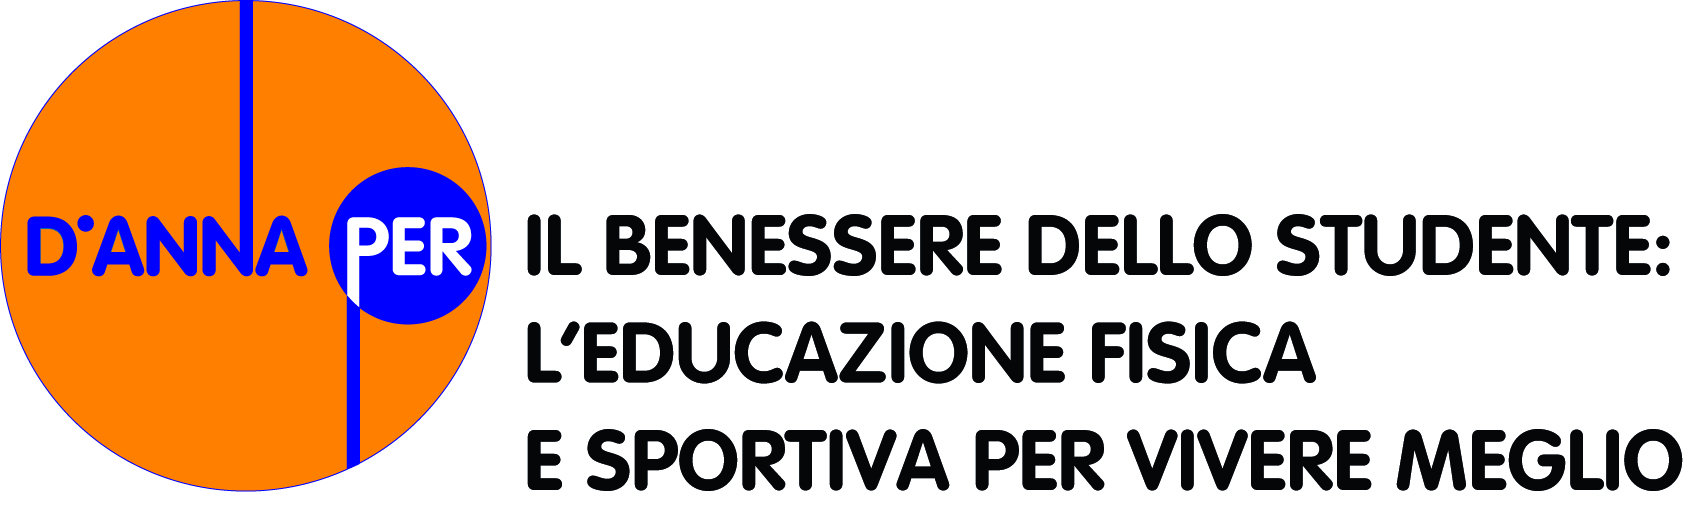 D'ANNA PER IL BENESSERE DELLO STUDENTE:
L'EDUCAZIONE FISICA
E SPORTIVA PER VIVERE MEGLIO